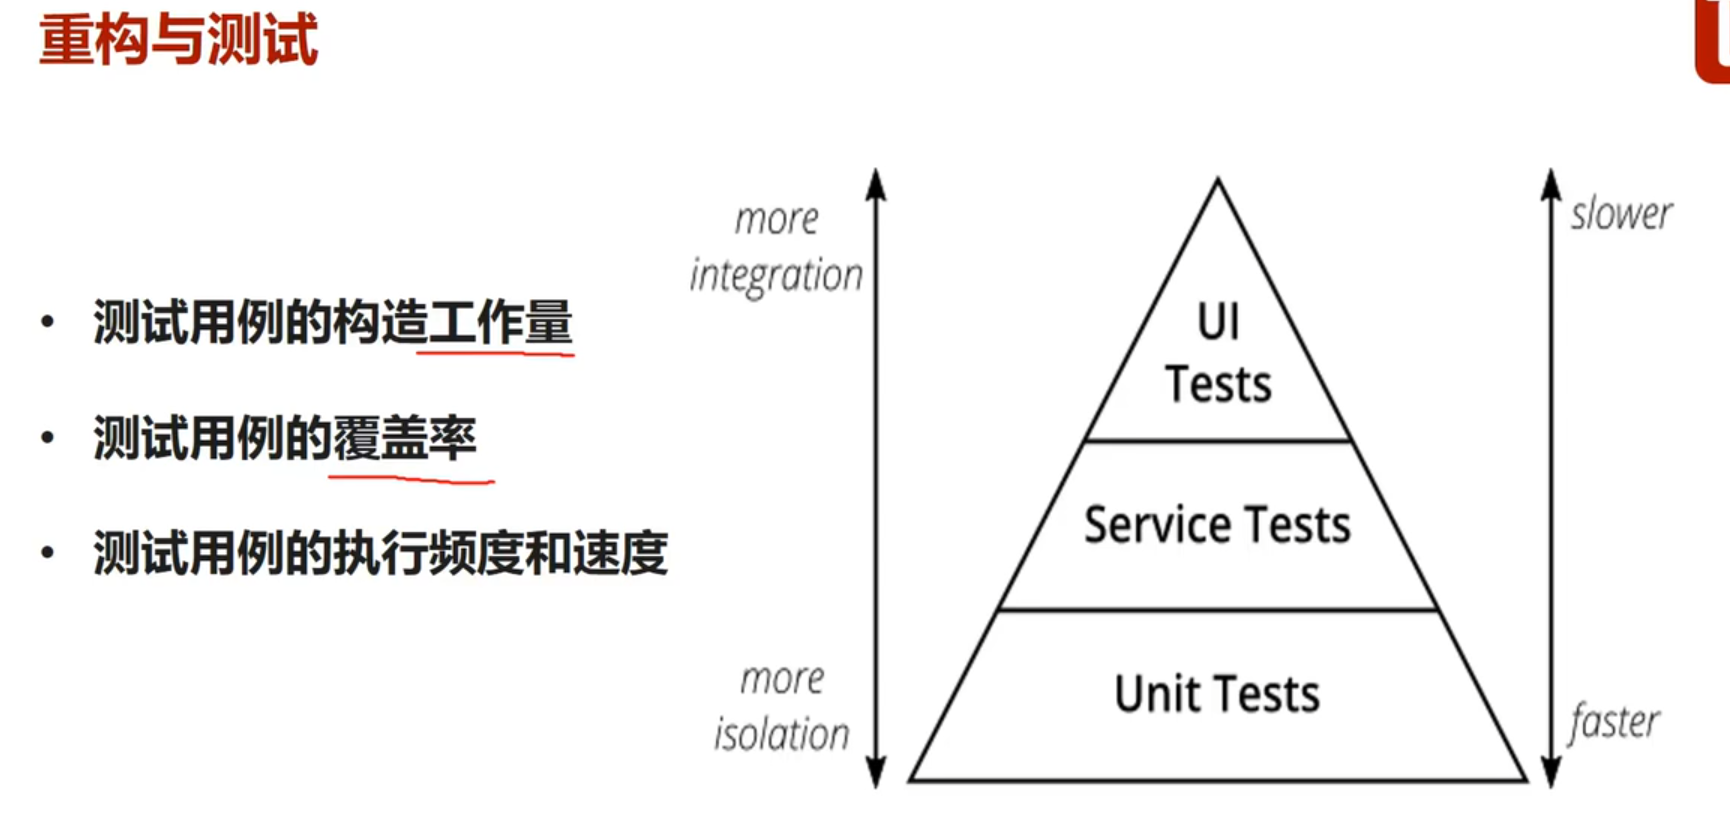 重构与测试
• 测试用例的构造工作量
• 测试用例的覆盖率
• 测试用例的执行频度和速度
more
integration
more
isolation
UI
Tests
Service Tests
Unit Tests
slower
faster